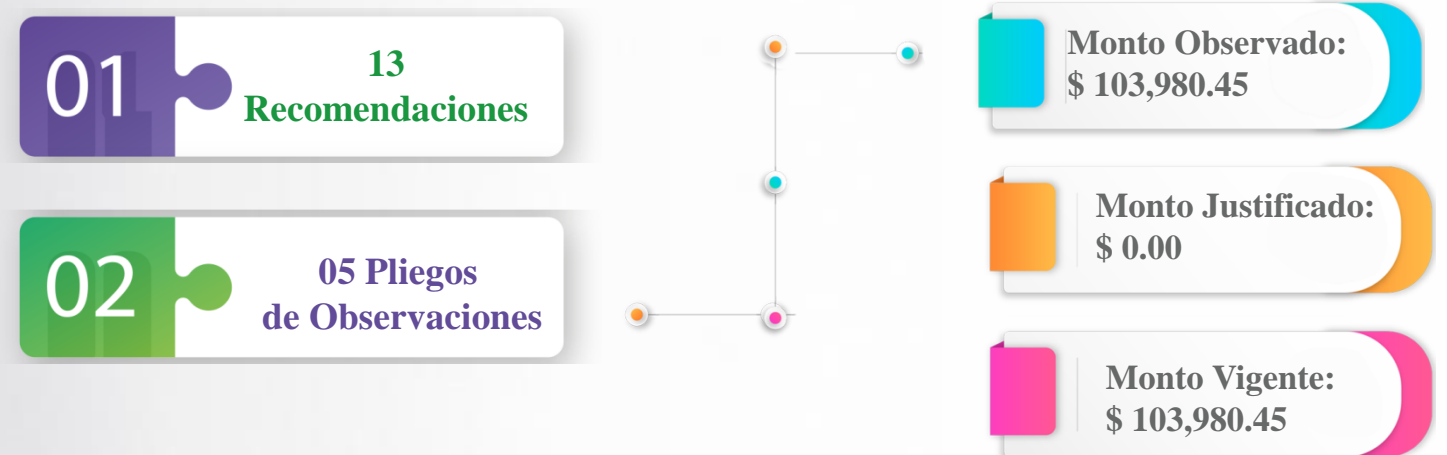 01
13
Recomendaciones
02
05 Pliegos
de Observaciones
Monto Observado:
$ 103,980.45
Monto Justificado:
$ 0.00
Monto Vigente:
$ 103,980.45